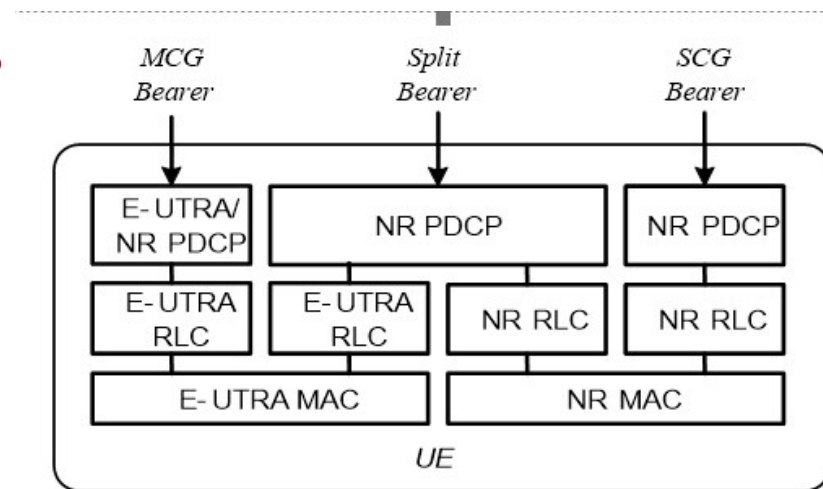 MCG
Bearer
Split
Bearer
SCG
Bearer
E-UTRA/
NR PDCP
NR PDCP
NR PDCP
E-UTRA
RLC
E-UTRA
RLC
NR RLC
NR RLC
E-UTRA MAC
NR MAC
UE